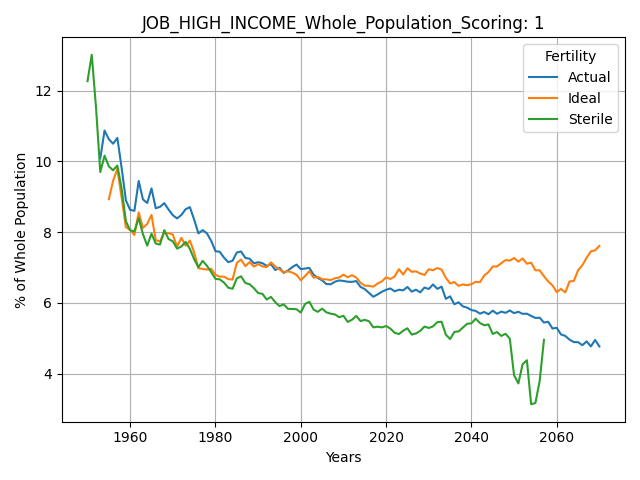 JOB_HIGH_INCOME_Whole_Population_Scoring: 1
Fertility
Actual
Ideal
Sterile
% of Whole Population
12
10
8
6
4
1960 1980 2000 2020 2040 2060
Years